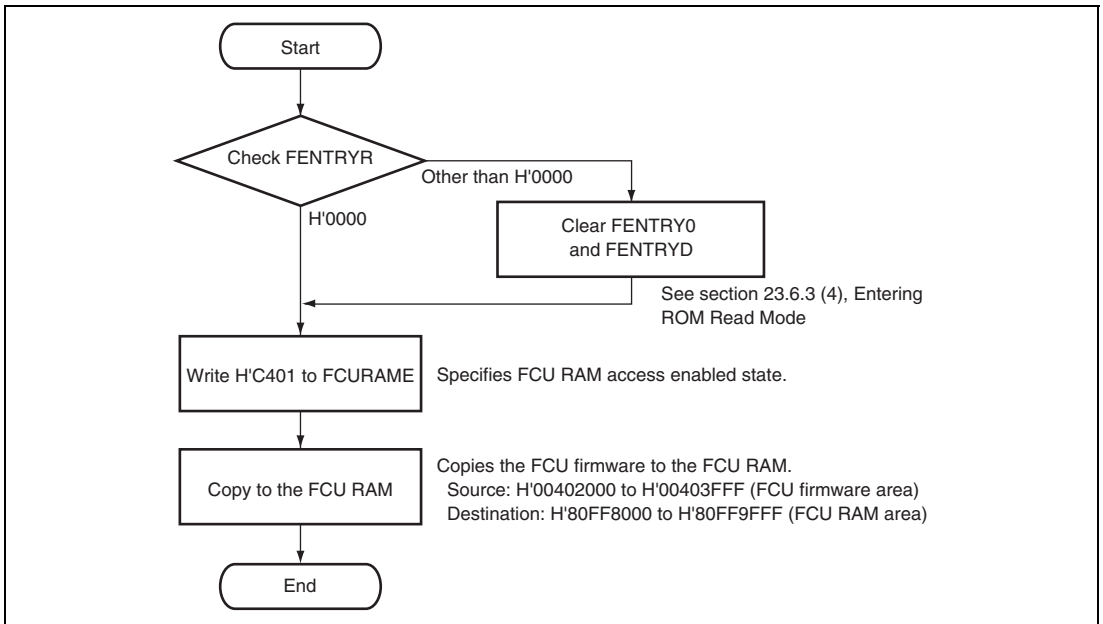 Start
Check FENTRYR
Other than H'0000
H'0000
Clear FENTRY0
and FENTRYD
See section 23.6.3 (4), Entering
ROM Read Mode
Write H'C401 to FCURAME
Specifies FCU RAM access enabled state.
Copy to the FCU RAM
Copies the FCU firmware to the FCU RAM.
Source: H'00402000 to H'00403FFF (FCU firmware area)
Destination: H'80FF8000 to H'80FF9FFF (FCU RAM area)
End